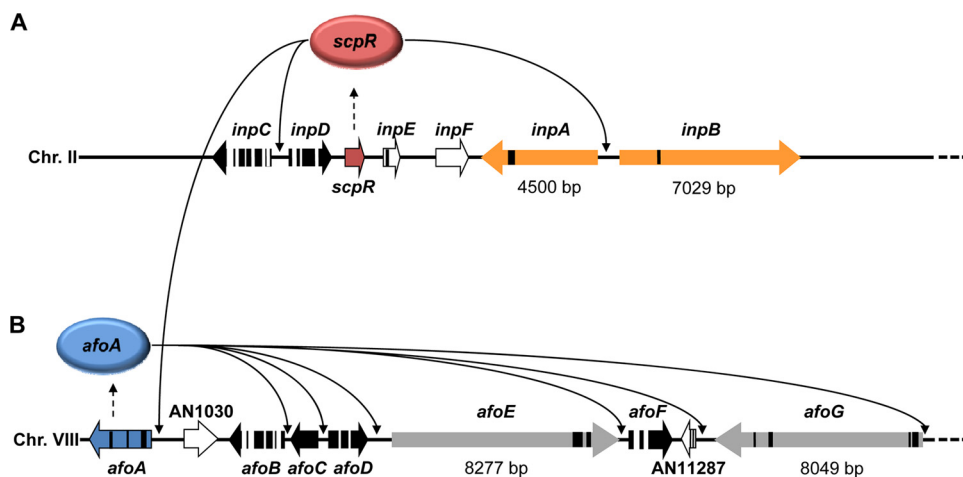 A
scpR
inpC inpD inpE inpF inpA inpB
Chr. II
scpR 4500 bp 7029 bp
B
afoA
AN1030 afoE afoF afoG
Chr. VIII
afoA afoB afoC afoD 8277 bp AN11287 8049 bp